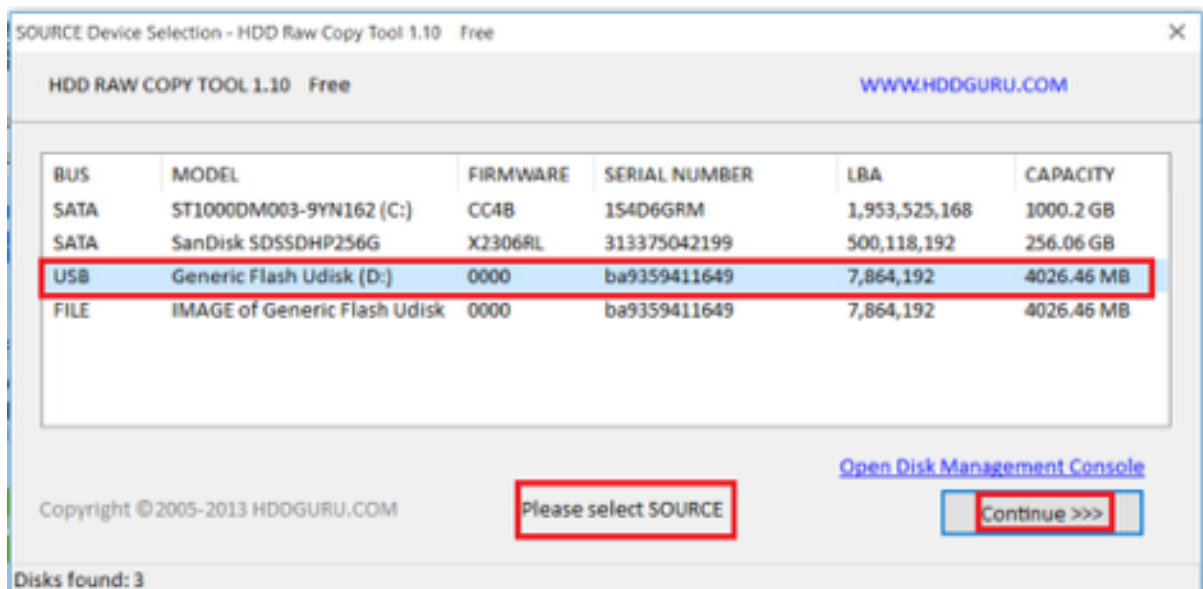 SOURCE Device Selection - HDD Raw Copy Tool 1.10 Free
HDD RAW COPY TOOL 1.10 Free WWW.HDDGURU.COM
BUS MODEL FIRMWARE SERIAL NUMBER LBA CAPACITY
SATA ST1000DM003-9YN162 (C:) CC4B 1S4D6GRM 1,953,525,168 1000.2 GB
SATA SanDisk SDSSDHP256G X2306RL 313375042199 500,118,192 256.06 GB
USB Generic Flash Udisk (D:) 0000 ba9359411649 7,864,192 4026.46 MB
FILE IMAGE of Generic Flash Udisk 0000 ba9359411649 7,864,192 4026.46 MB
Open Disk Management Console
Copyright ©2005-2013 HDDGURU.COM Please select SOURCE Continue >>>
Disks found: 3